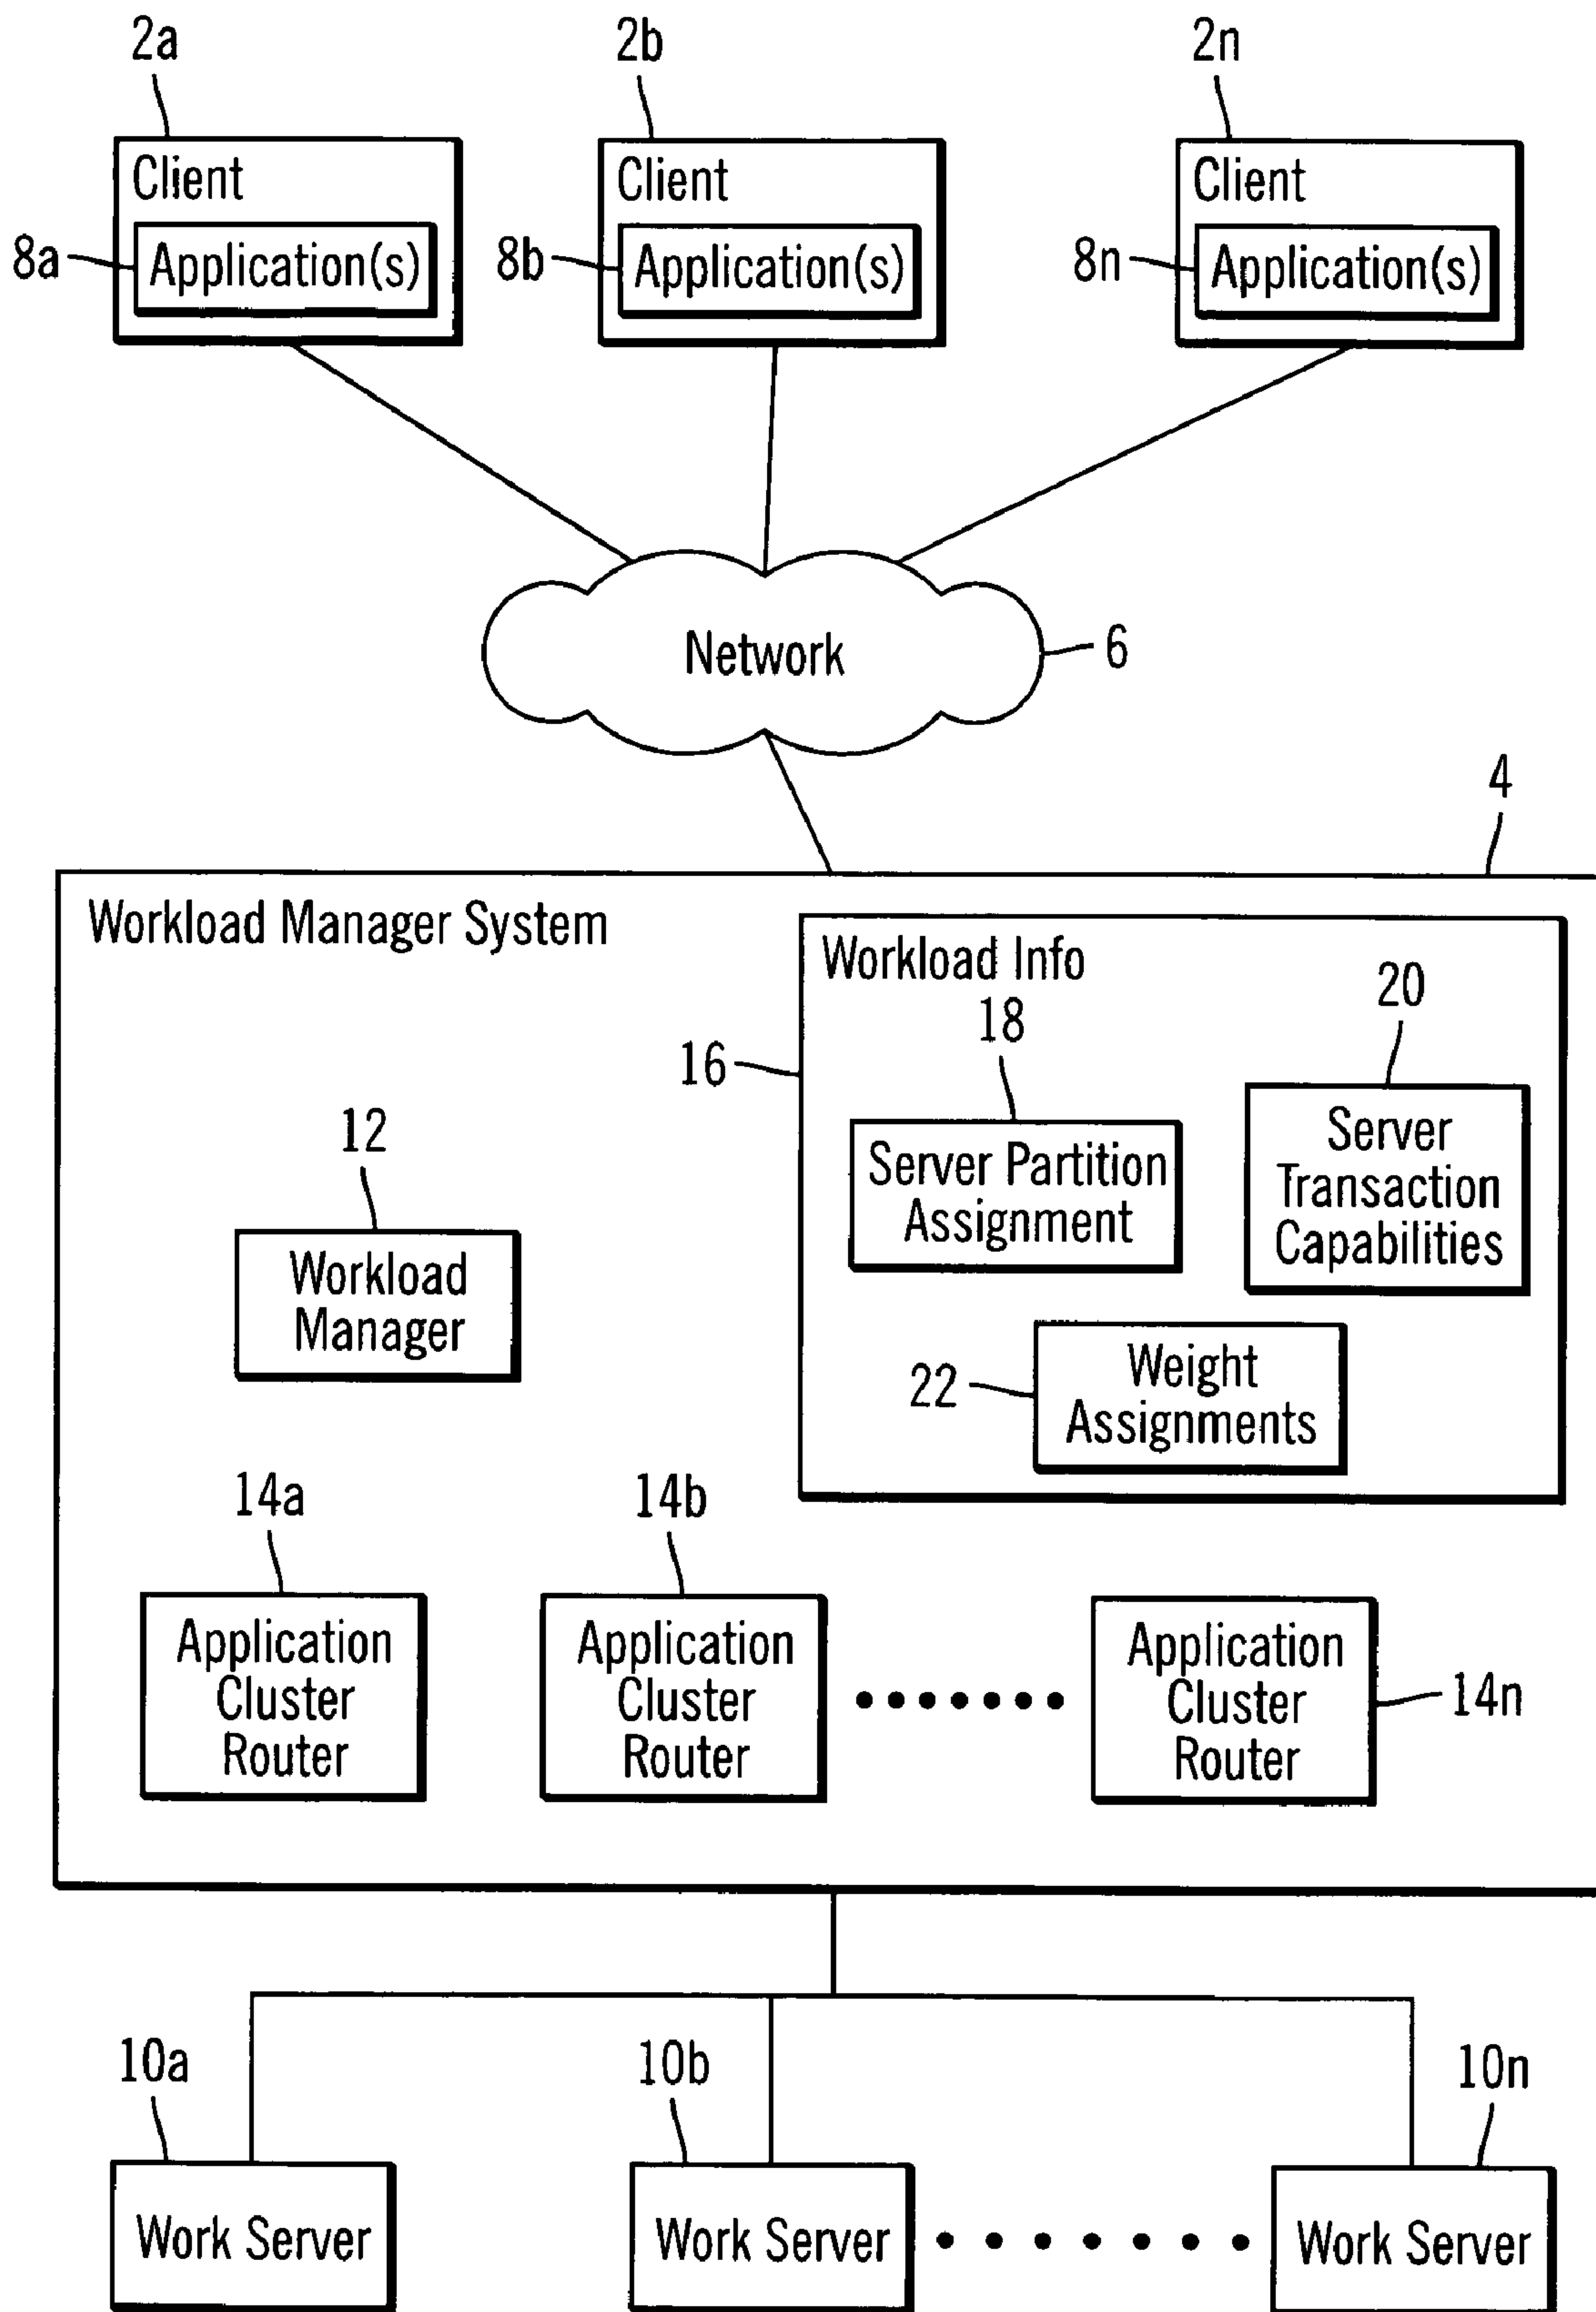 2a
2b
2n
Client
Client
Client
8a
Application(s)
8b
Application(s)
8n
Application(s)
Network
6
4
Workload Manager System
Workload Info
20
18
16
Server
Transaction
Capabilities
Server Partition
Assignment
12
Workload
Manager
22
Weight
Assignments
14a
14b
Application
Cluster
Router
Application
Cluster
Router
Application
Cluster
Router
14n
10a
10b
10n
Work Server
Work Server
Work Server